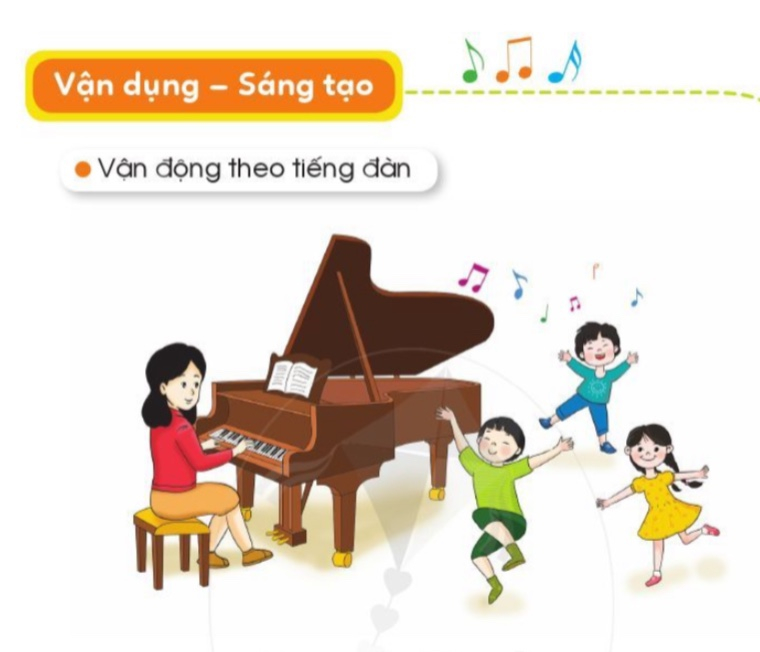 Vận dụng – Sáng tạo
Vận động theo tiếng đàn